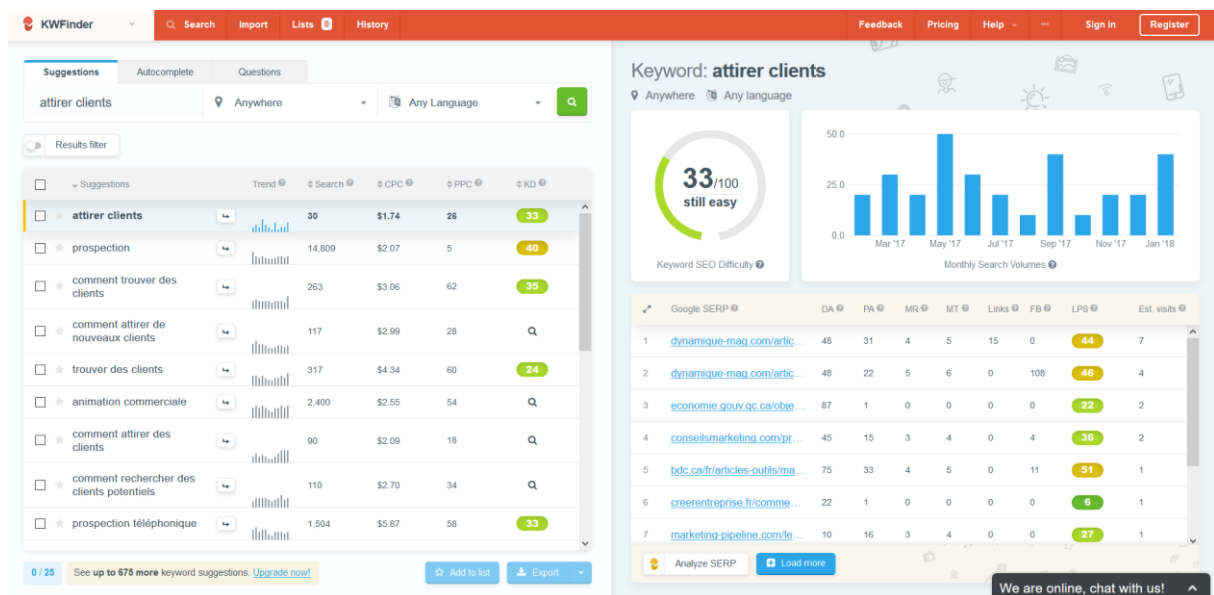 KWFinder Search Import Lists 0 History Feedback Pricing Help ... Sign in Register
Suggestions Autocomplete Questions
attirer clients Anywhere Any Language
Results filter
Suggestions Trend Search CPC PPC KD
attirer clients 30 $1.74 26 33
prospection 14,809 $2.07 5 40
comment trouver des
clients 263 $3.06 62 35
comment attirer de
nouveaux clients 117 $2.99 28
trouver des clients 317 $4.34 60 24
animation commerciale 2,400 $2.55 54
comment attirer des
clients 90 $2.09 18
comment rechercher des
clients potentiels 110 $2.70 34
prospection téléphonique 1,504 $5.87 58 33
0 / 25 See up to 675 more keyword suggestions. Upgrade now! Add to list Export
Keyword: attirer clients
Anywhere Any language
33/100
still easy
Keyword SEO Difficulty
50.0
25.0
0.0
Mar '17 May '17 Jul '17 Sep '17 Nov '17 Jan '18
Monthly Search Volumes
Google SERP DA PA MR MT Links FB LPS Est. visits
1 dynamique-mag.com/artic... 48 31 4 5 15 0 44 7
2 dynamique-mag.com/artic... 48 22 5 6 0 108 46 4
3 economie.gouv.qc.ca/obje... 87 1 0 0 0 0 22 2
4 conseilsmarketing.com/pr... 45 15 3 4 0 4 36 2
5 bdc.ca/fr/articles-outils/ma... 75 33 4 5 0 11 51 1
6 creerentreprise.fr/comme... 22 1 0 0 0 0 6 1
7 marketing-pipeline.com/le... 10 16 3 4 0 0 27 1
Analyze SERP Load more
We are online, chat with us!